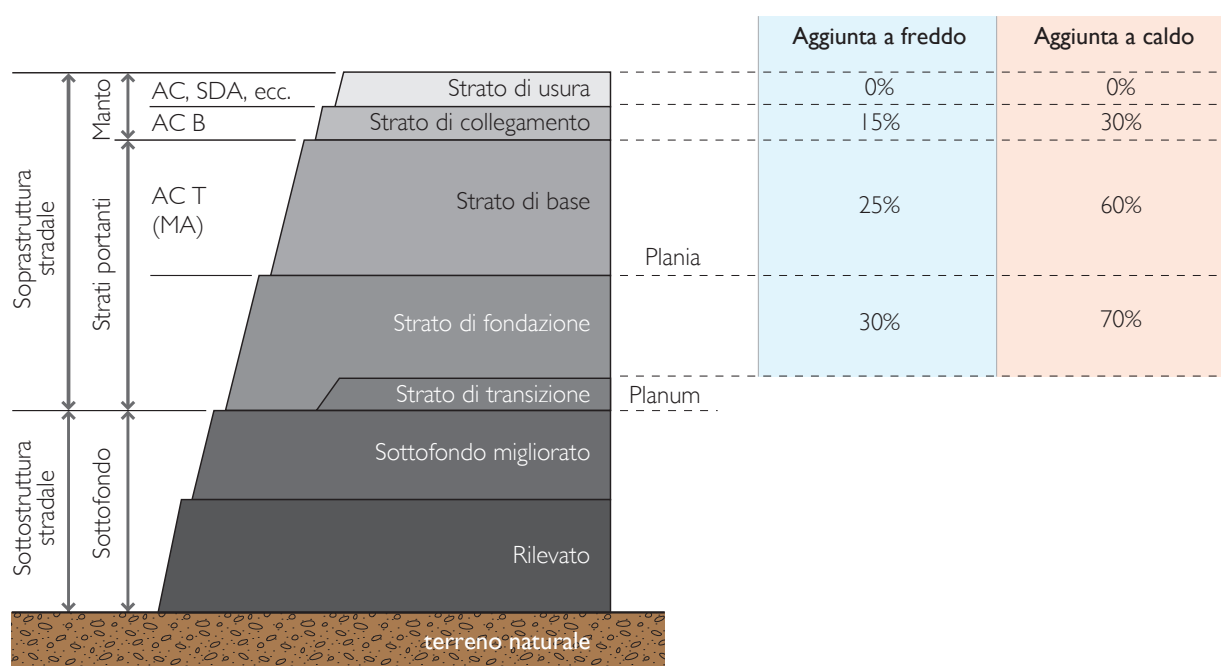 Aggiunta a freddo
Aggiunta a caldo
Soprastruttura
stradale
Manto
AC, SDA, ecc.
Strato di usura
0%
0%
AC B
Strato di collegamento
15%
30%
Strati portanti
AC T
(MA)
Strato di base
25%
60%
Plania
Strato di fondazione
30%
70%
Strato di transizione
Planum
Sottostruttura
stradale
Sottofondo
Sottofondo migliorato
Rilevato
terreno naturale